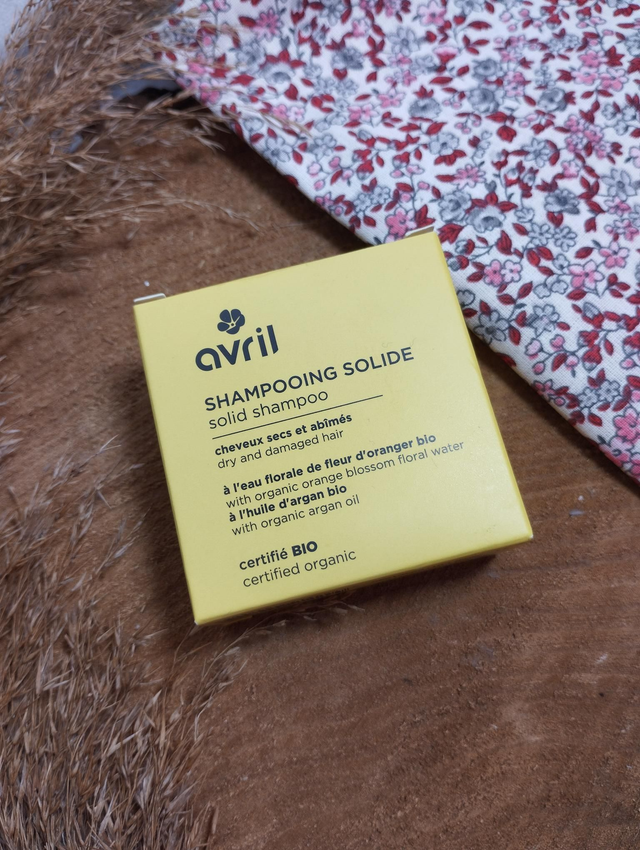 avril
SHAMPOOING SOLIDE
solid shampoo
cheveux secs et abîmés
dry and damaged hair
à l'eau florale de fleur d'oranger bio
with organic orange blossom floral water
à l'huile d'argan bio
with organic argan oil
certifié BIO
certified organic